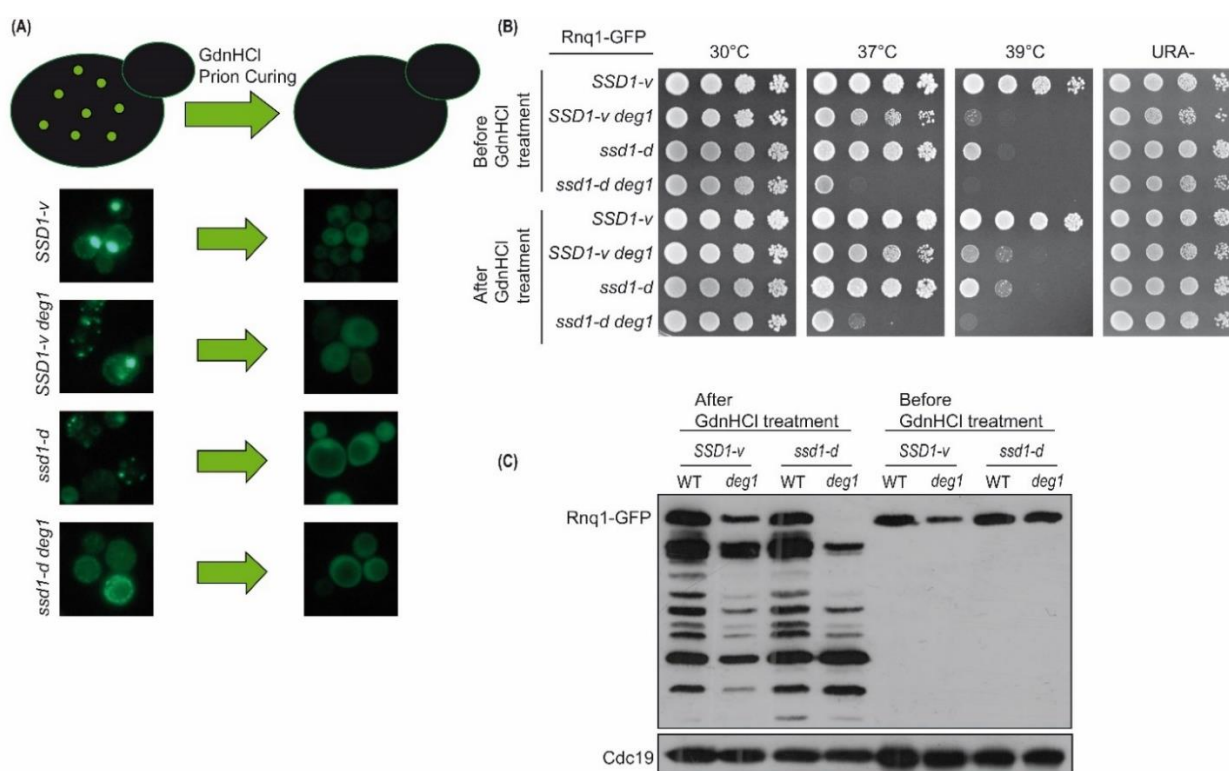 (A)
GdnHCl
Prion Curing
SSD1-v
SSD1-v deg1
ssd1-d
ssd1-d deg1
(B)
Rnq1-GFP
30°C
37°C
39°C
URA-
Before
GdnHCl
treatment
SSD1-v
SSD1-v deg1
ssd1-d
ssd1-d deg1
After
GdnHCl
treatment
SSD1-v
SSD1-v deg1
ssd1-d
ssd1-d deg1
(C)
After
GdnHCl treatment
Before
GdnHCl treatment
SSD1-v
ssd1-d
SSD1-v
ssd1-d
WT
deg1
WT
deg1
WT
deg1
WT
deg1
Rnq1-GFP
Cdc19